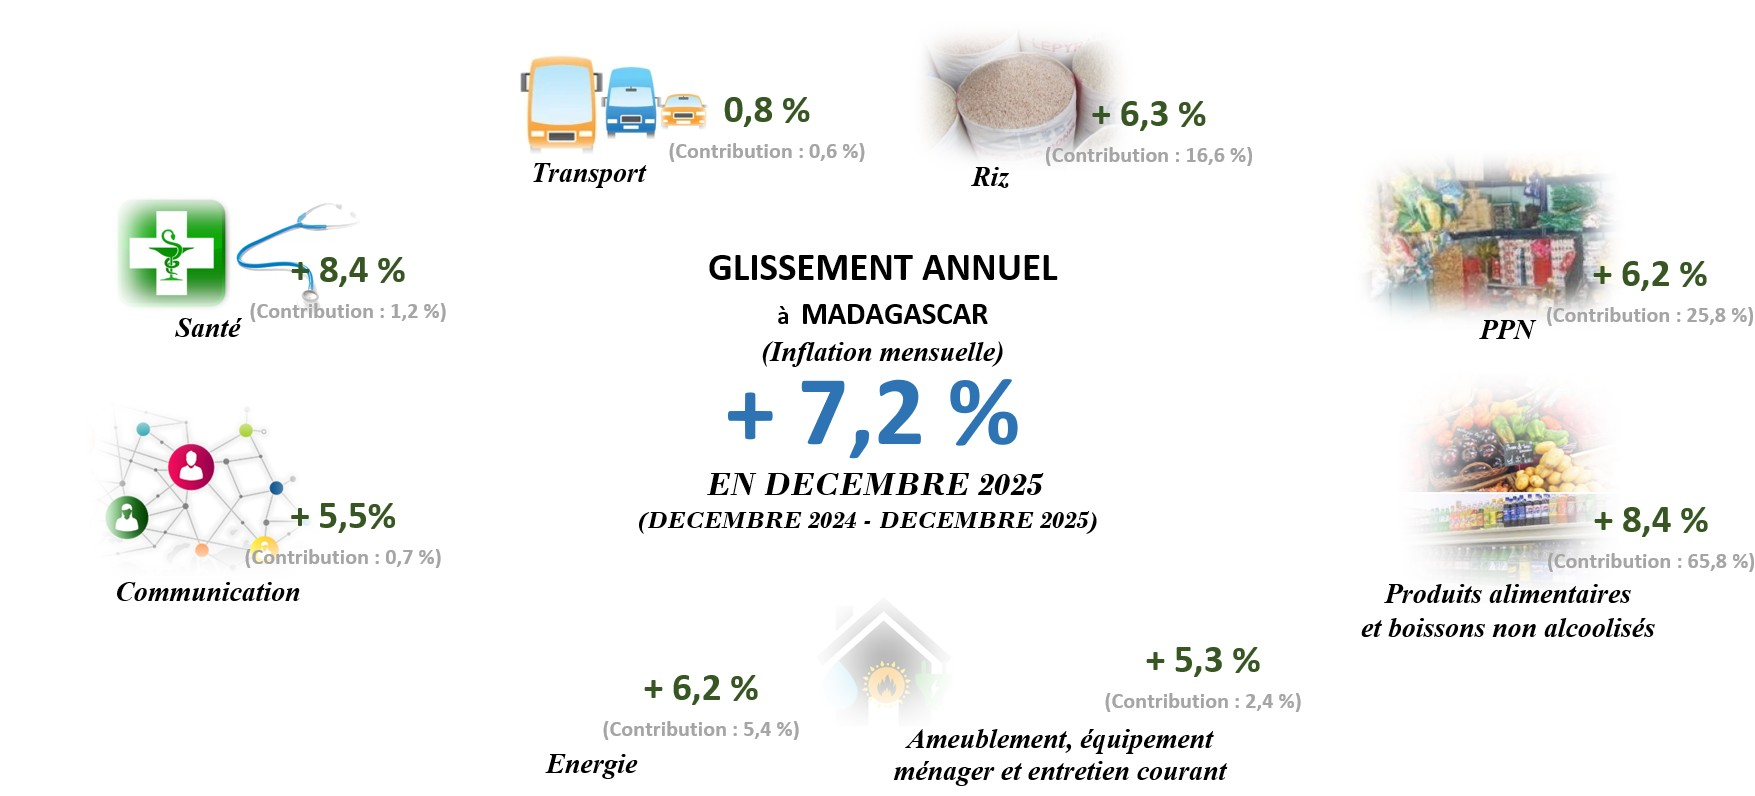 0,8 %
(Contribution : 0,6 %)
Transport
+ 6,3 %
(Contribution : 16,6 %)
Riz
+ 8,4 %
(Contribution : 1,2 %)
Santé
GLISSEMENT ANNUEL
à MADAGASCAR
(Inflation mensuelle)
+ 7,2 %
EN DECEMBRE 2025
(DECEMBRE 2024 - DECEMBRE 2025)
+ 6,2 %
(Contribution : 25,8 %)
PPN
+ 5,5%
(Contribution : 0,7 %)
Communication
+ 8,4 %
(Contribution : 65,8 %)
Produits alimentaires
et boissons non alcoolisés
+ 6,2 %
(Contribution : 5,4 %)
Energie
+ 5,3 %
(Contribution : 2,4 %)
Ameublement, équipement
ménager et entretien courant